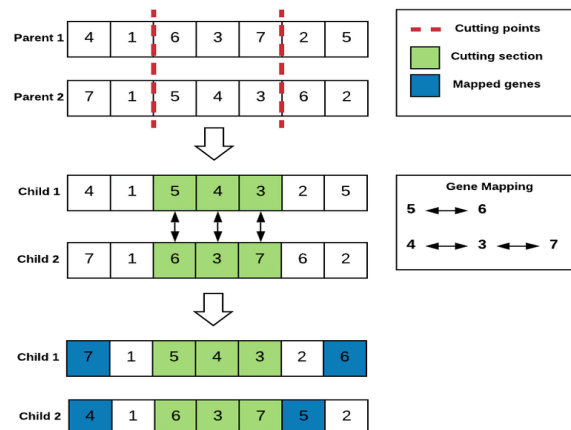 Parent 1 4 1 6 3 7 2 5
Parent 2 7 1 5 4 3 6 2
Cutting points
Cutting section
Mapped genes
Child 1 4 1 5 4 3 2 5
Child 2 7 1 6 3 7 6 2
Gene Mapping
5 6
4 3 7
Child 1 7 1 5 4 3 2 6
Child 2 4 1 6 3 7 5 2